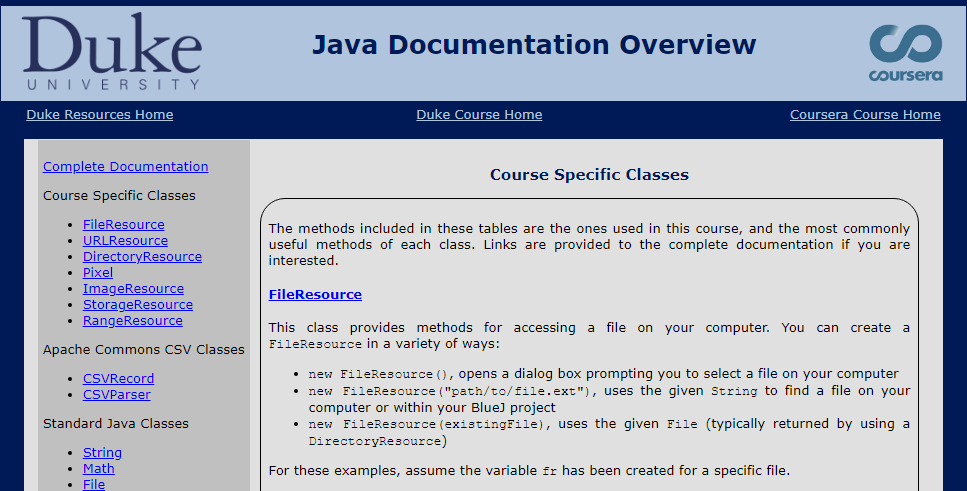 Duke
UNIVERSITY
Java Documentation Overview
coursera
Duke Resources Home
Duke Course Home
Coursera Course Home
Complete Documentation
Course Specific Classes
FileResource
URLResource
DirectoryResource
Pixel
ImageResource
StorageResource
RangeResource
Apache Commons CSV Classes
CSVRecord
CSVParser
Standard Java Classes
String
Math
File
Course Specific Classes
The methods included in these tables are the ones used in this course, and the most commonly
useful methods of each class. Links are provided to the complete documentation if you are
interested.
FileResource
This class provides methods for accessing a file on your computer. You can create a
FileResource in a variety of ways:
• new FileResource(), opens a dialog box prompting you to select a file on your computer
• new FileResource("path/to/file.ext"), uses the given String to find a file on your
computer or within your BlueJ project
• new FileResource(existingFile), uses the given File (typically returned by using a
DirectoryResource)
For these examples, assume the variable fr has been created for a specific file.